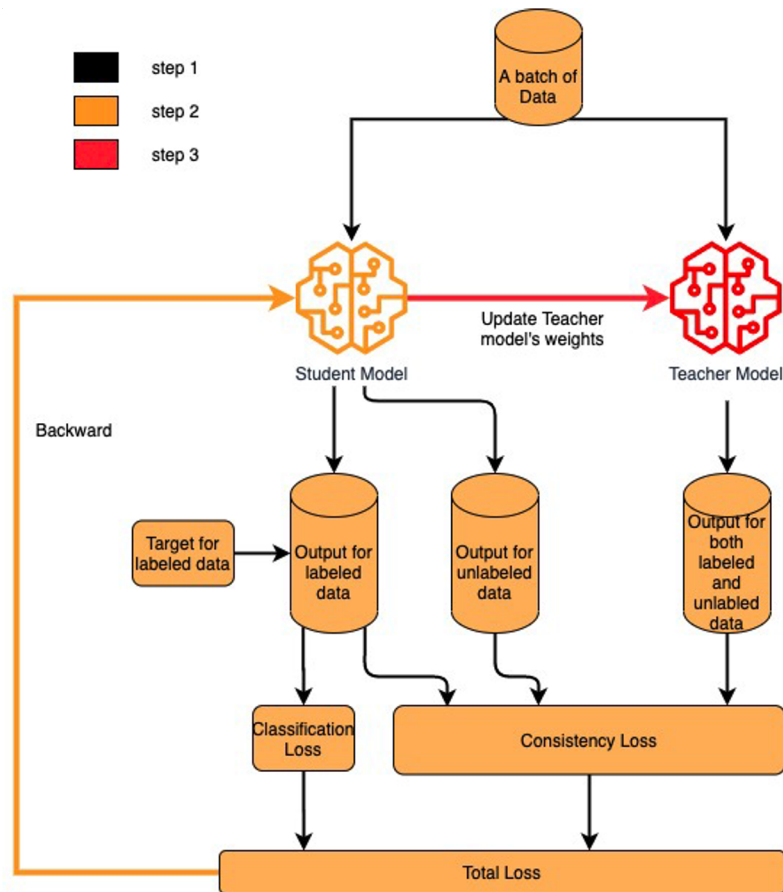 step 1
step 2
step 3
A batch of
Data
Update Teacher
model's weights
Student Model
Teacher Model
Backward
Target for
labeled data
Output for
labeled
data
Output for
unlabeled
data
Output for
both
labeled
and
unlabled
data
Classification
Loss
Consistency Loss
Total Loss